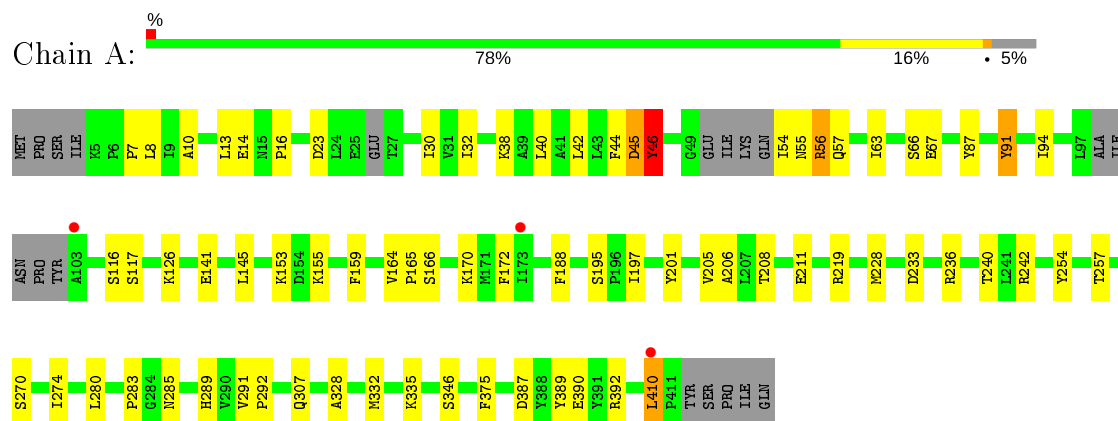 %
Chain A:
78% 16% • 5%
MET PRO SER ILE K5 P6 P7 L8 I9 A10 L13 E14 N15 P16 D23 L24 E25 GLU T27 I30 V31 I32 K38 A39 L40 A41 L42 L43 F44 D45 Y46 G49 GLU ILE LYS GLN I54 N55 R56 Q57 I63 S66 E67 Y87 Y91 I94 L97 ALA ILE
ASN PRO TYR A103 S116 S117 K126 E141 L145 K153 D154 K155 F159 V164 P165 S166 K170 M171 F172 I173 F188 S195 P196 I197 Y201 V205 A206 L207 T208 E211 R219 M228 D233 R236 T240 L241 R242 Y254 T257
S270 I274 L280 P283 G284 N285 H289 V290 V291 P292 Q307 A328 M332 K335 S346 F375 D387 Y388 Y389 E390 Y391 R392 L410 P411 TYR SER PRO ILE GLN